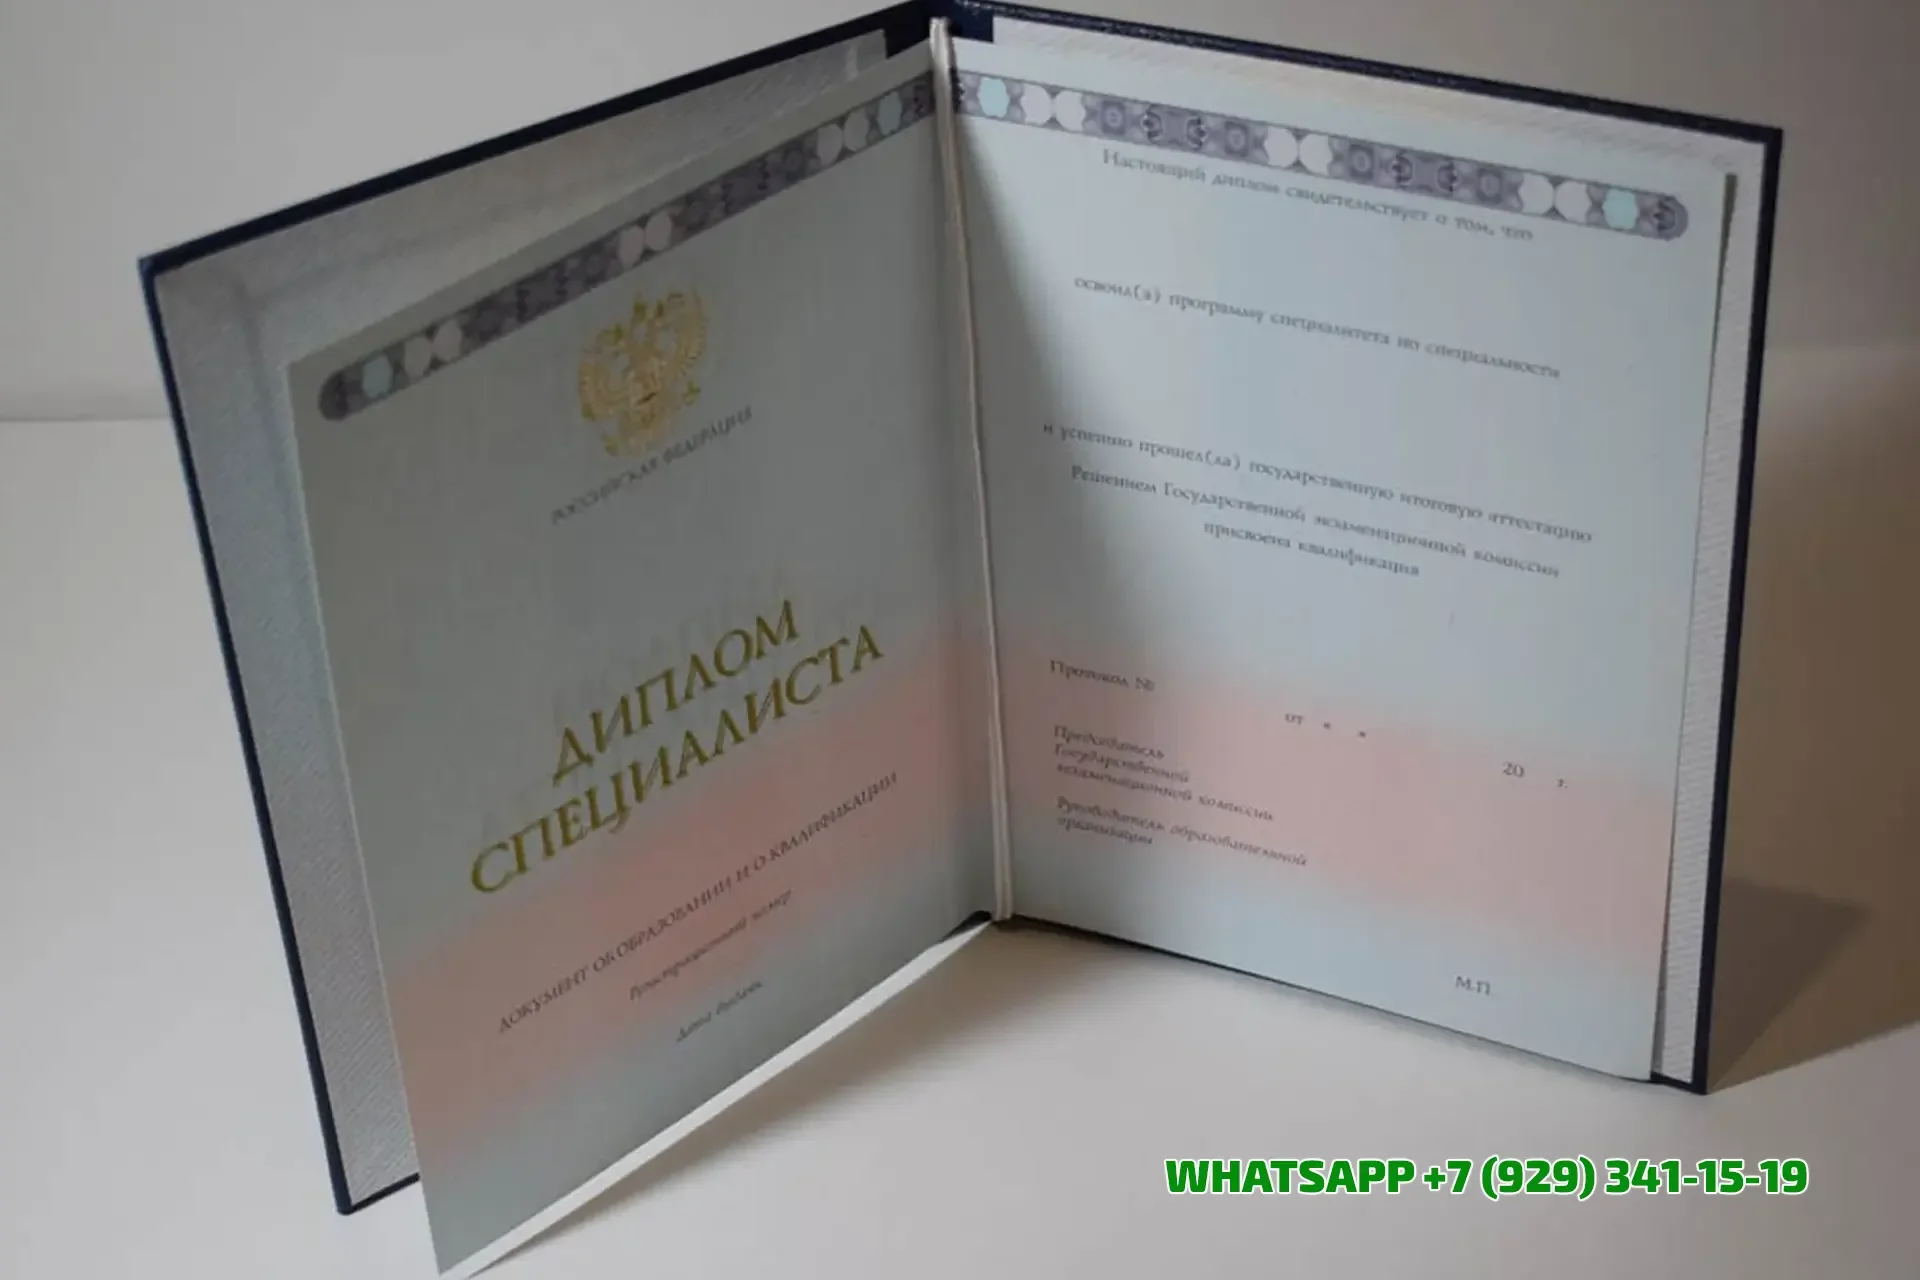 РОССИЙСКАЯ ФЕДЕРАЦИЯ
ДИПЛОМ
СПЕЦИАЛИСТА
ДОКУМЕНТ ОБ ОБРАЗОВАНИИ И О КВАЛИФИКАЦИИ
Регистрационный номер
Дата выдачи
Настоящий диплом свидетельствует о том, что
освоил(а) программу специалитета по специальности
и успешно прошел(ла) государственную итоговую аттестацию
Решением Государственной экзаменационной комиссии
присвоена квалификация
Протокол №
от « »
20 г.
Председатель
Государственной
экзаменационной комиссии
Руководитель образовательной
организации
М.П.
WHATSAPP +7 (929) 341-15-19